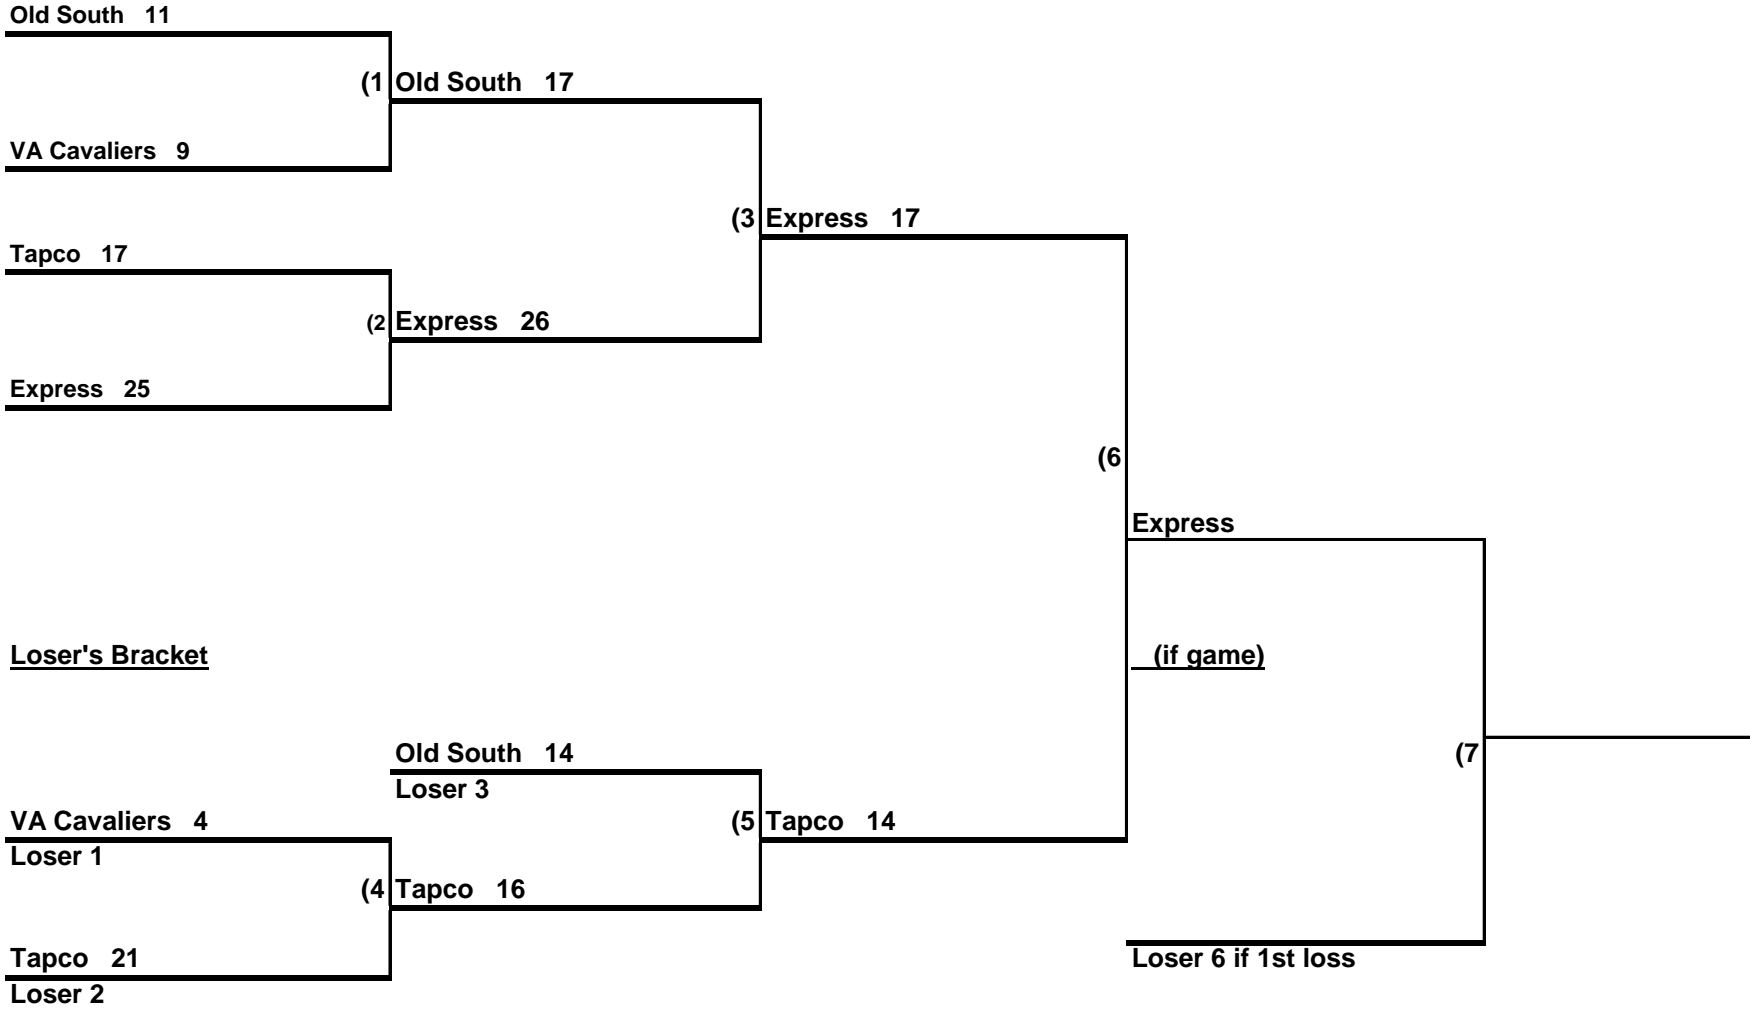 Old South 11
(1 Old South 17
VA Cavaliers 9
(3 Express 17
Tapco 17
(2 Express 26
Express 25
(6
Express
Loser's Bracket
(if game)
Old South 14
(7
Loser 3
VA Cavaliers 4
(5 Tapco 14
Loser 1
(4 Tapco 16
Tapco 21
Loser 6 if 1st loss
Loser 2